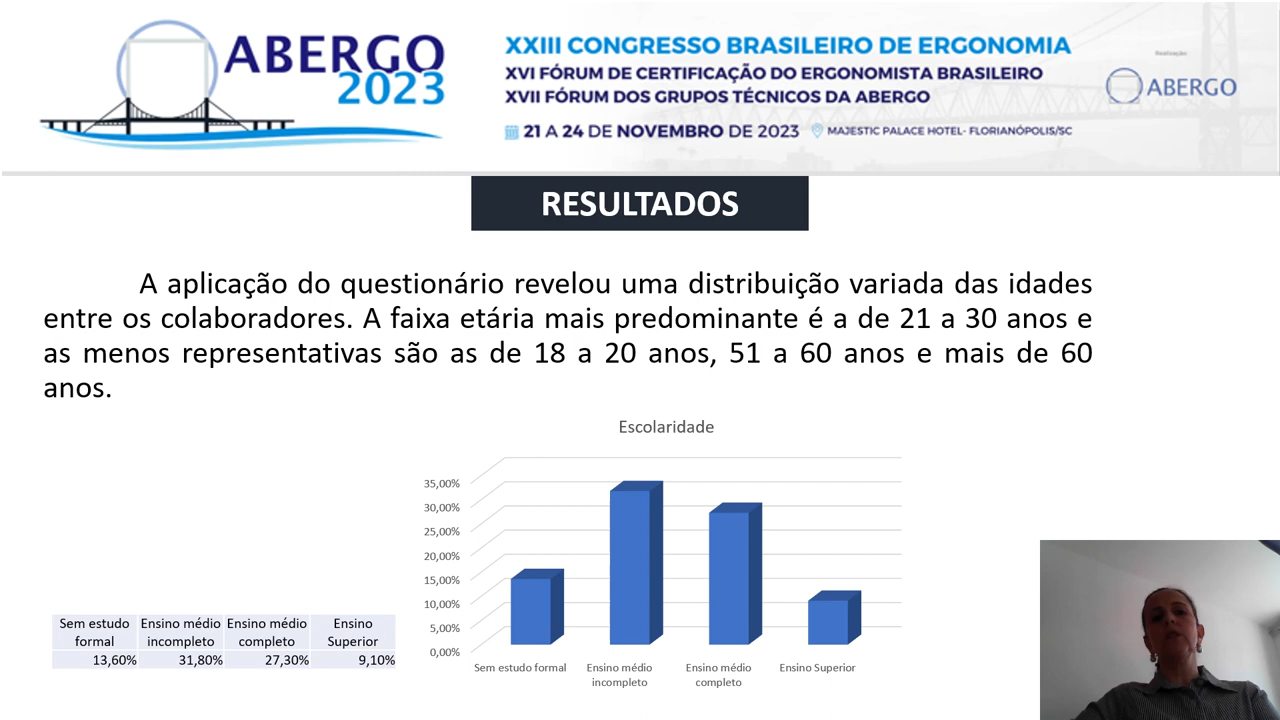 ABERGO
2023
XXIII CONGRESSO BRASILEIRO DE ERGONOMIA
XVI FÓRUM DE CERTIFICAÇÃO DO ERGONOMISTA BRASILEIRO
XVII FÓRUM DOS GRUPOS TÉCNICOS DA ABERGO
21 A 24 DE NOVEMBRO DE 2023 MAJESTIC PALACE HOTEL- FLORIANÓPOLIS/SC
Realização
ABERGO
RESULTADOS
A aplicação do questionário revelou uma distribuição variada das idades
entre os colaboradores. A faixa etária mais predominante é a de 21 a 30 anos e
as menos representativas são as de 18 a 20 anos, 51 a 60 anos e mais de 60
anos.
Escolaridade
35,00%
30,00%
25,00%
20,00%
15,00%
10,00%
5,00%
0,00%
Sem estudo formal Ensino médio Ensino médio Ensino Superior
incompleto completo
Sem estudo Ensino médio Ensino médio Ensino
formal incompleto completo Superior
13,60% 31,80% 27,30% 9,10%